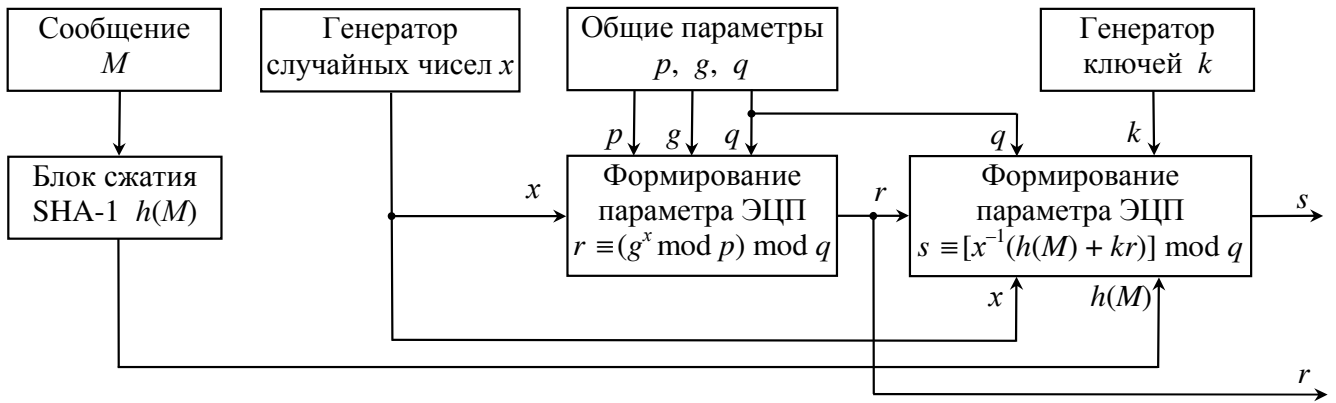 Сообщение
M
Генератор
случайных чисел x
Общие параметры
p, g, q
Генератор
ключей k
p
g
q
q
k
Блок сжатия
SHA-1 h(M)
x
Формирование
параметра ЭЦП
r ≡(g^x mod p) mod q
r
Формирование
параметра ЭЦП
s ≡[x^–1(h(M) + kr)] mod q
s
x
h(M)
r